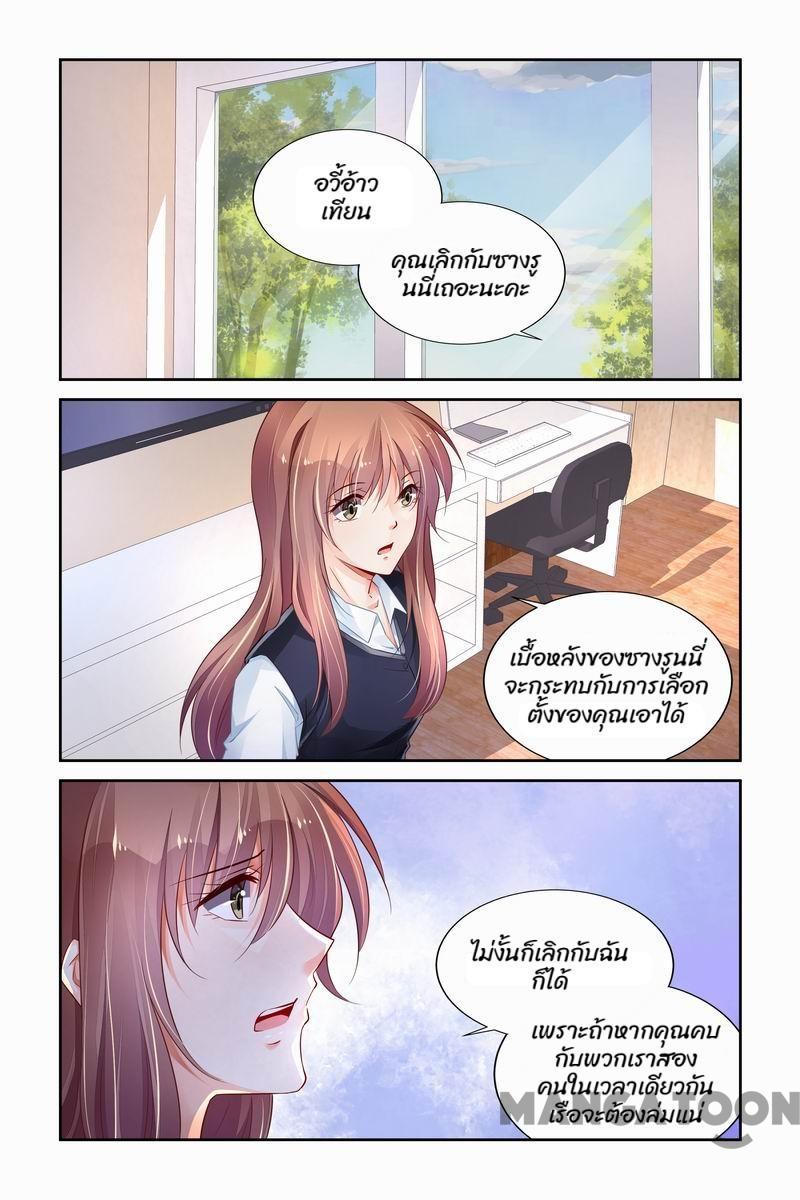 อวี้อ้าว
เทียน
คุณเลิกกับซางรู
นนี่เถอะนะคะ
เบื้อหลังของซางรูนนี่
จะกระทบกับการเลือก
ตั้งของคุณเอาได้
ไม่งั้นก็เลิกกับฉัน
ก็ได้
เพราะถ้าหากคุณคบ
กับพวกเราสอง
คนในเวลาเดียวกัน
เรือจะต้องล่มแน่
MANGATOON